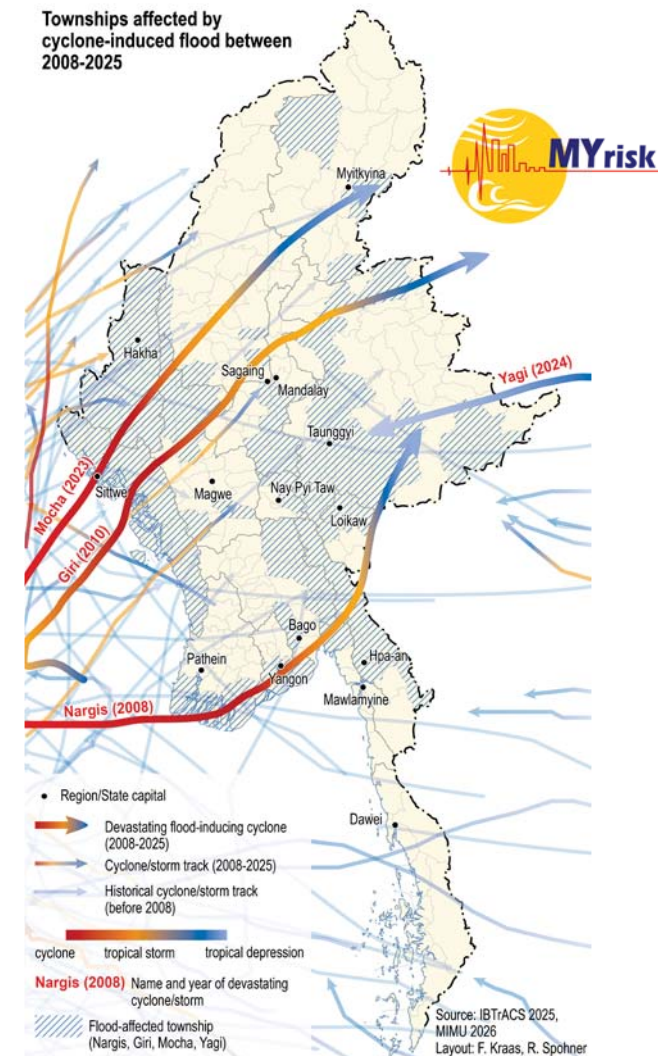 Townships affected by
cyclone-induced flood between
2008-2025
MYrisk
Myitkyina
Hakha
Sagaing
Mandalay
Yagi (2024)
Taunggyi
Mocha (2023)
Sittwe
Magwe
Nay Pyi Taw
Loikaw
Giri (2010)
Bago
Pathein
Yangon
Hpa-an
Mawlamyine
Nargis (2008)
Dawei
Region/State capital
Devastating flood-inducing cyclone
(2008-2025)
Cyclone/storm track (2008-2025)
Historical cyclone/storm track
(before 2008)
cyclone tropical storm tropical depression
Nargis (2008) Name and year of devastating
cyclone/storm
Flood-affected township
(Nargis, Giri, Mocha, Yagi)
Source: IBTrACS 2025,
MIMU 2026
Layout: F. Kraas, R. Spohner